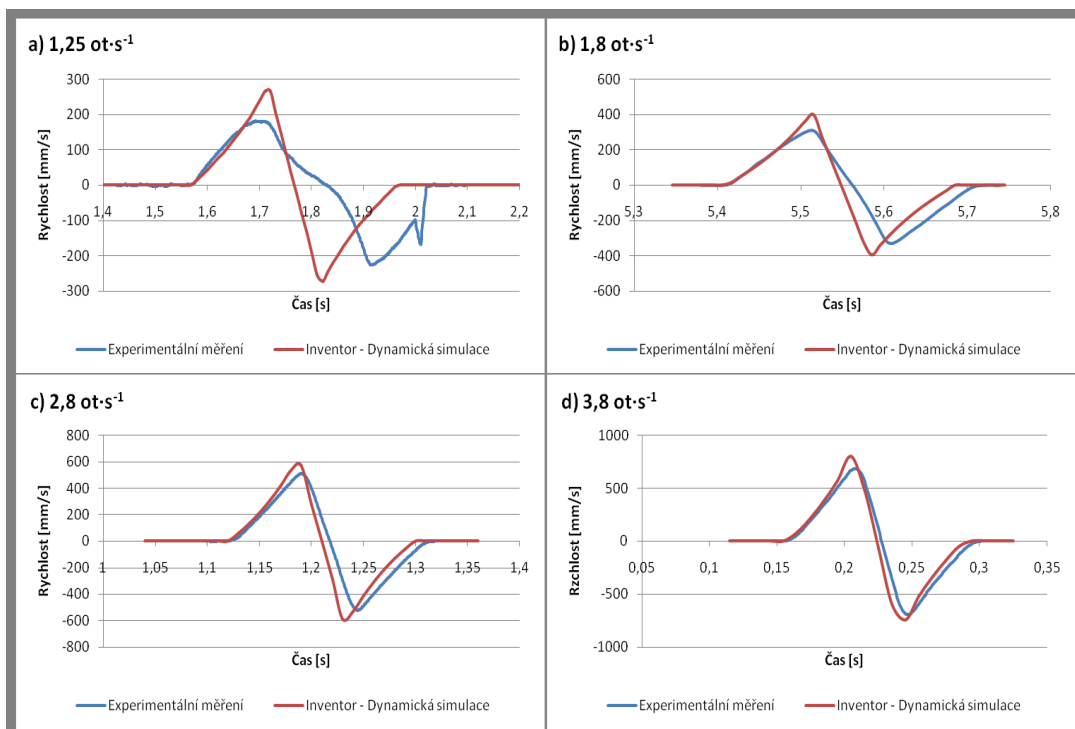 a) 1,25 ot·s⁻¹
300
200
100
0
-100
-200
-300
1,4 1,5 1,6 1,7 1,8 1,9 2 2,1 2,2
Rychlost [mm/s]
Čas [s]
Experimentální měření Inventor - Dynamická simulace
b) 1,8 ot·s⁻¹
600
400
200
0
-200
-400
-600
5,3 5,4 5,5 5,6 5,7 5,8
Rychlost [mm/s]
Čas [s]
Experimentální měření Inventor - Dynamická simulace
c) 2,8 ot·s⁻¹
800
600
400
200
0
-200
-400
-600
-800
1 1,05 1,1 1,15 1,2 1,25 1,3 1,35 1,4
Rychlost [mm/s]
Čas [s]
Experimentální měření Inventor - Dynamická simulace
d) 3,8 ot·s⁻¹
1000
500
0
-500
-1000
0,05 0,1 0,15 0,2 0,25 0,3 0,35
Rzchlost [mm/s]
Čas [s]
Experimentální měření Inventor - Dynamická simulace